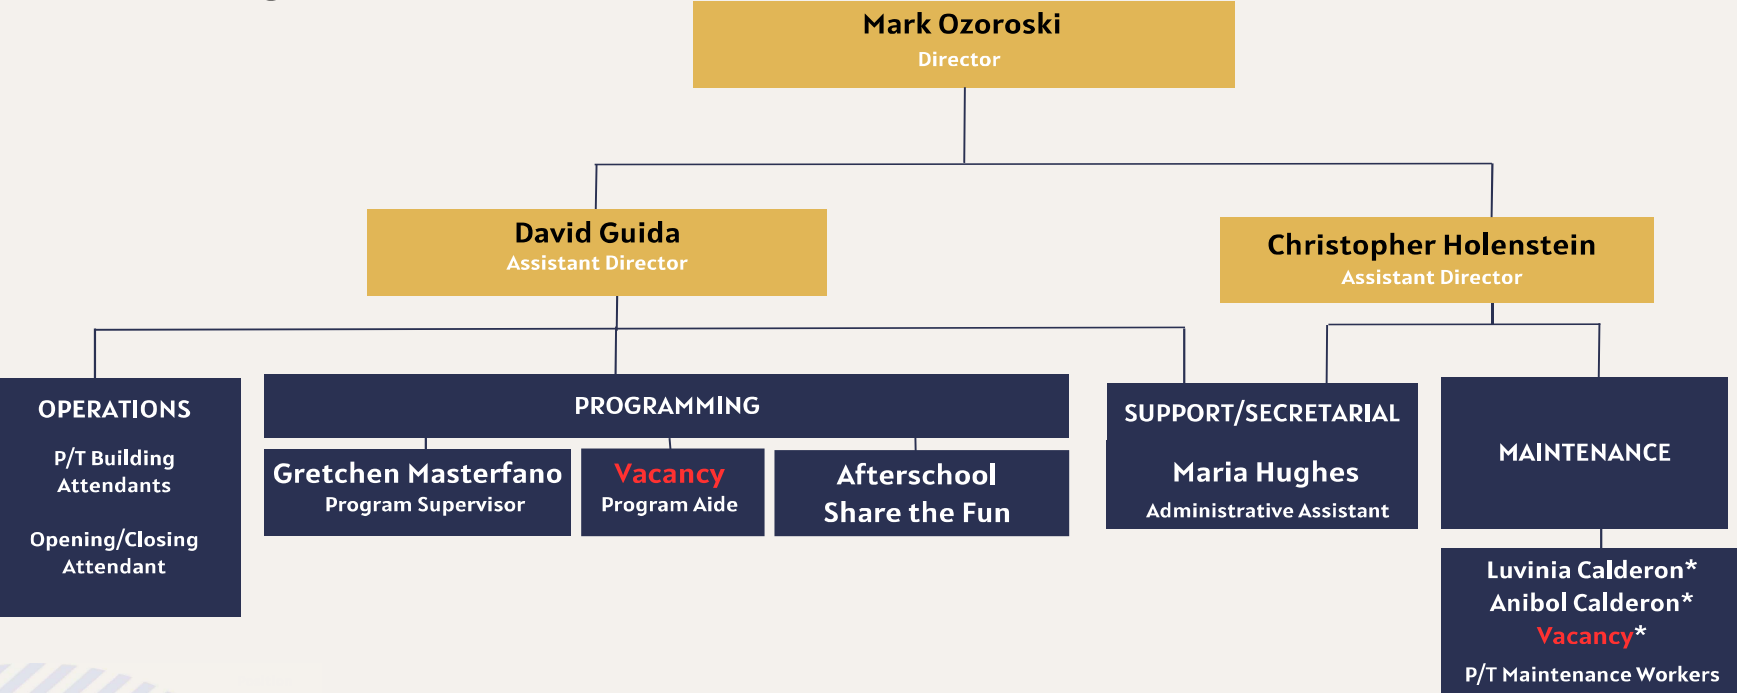 Mark Ozoroski
Director
David Guida
Assistant Director
Christopher Holenstein
Assistant Director
OPERATIONS
P/T Building
Attendants
Opening/Closing
Attendant
PROGRAMMING
Gretchen Masterfano
Program Supervisor
Vacancy
Program Aide
Afterschool
Share the Fun
SUPPORT/SECRETARIAL
Maria Hughes
Administrative Assistant
MAINTENANCE
Luvinia Calderon*
Anibol Calderon*
Vacancy*
P/T Maintenance Workers